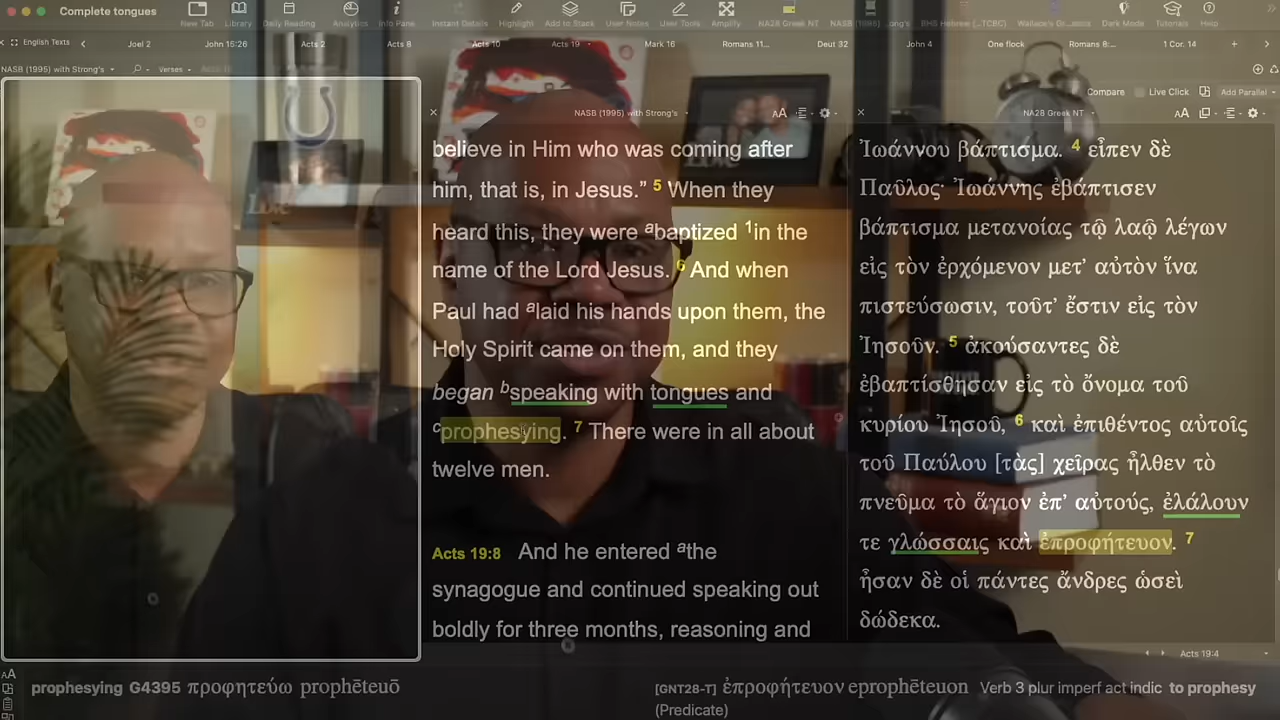 Complete tongues
New Tab Library Daily Reading Analytics Info Pane Instant Details Highlight Add to Stack User Notes User Tools Amplify NA28 Greek NT Dark Mode Tutorials Help
English Texts Joel 2 John 15:26 Acts 2 Acts 8 Acts 10 Acts 19 Mark 16 Romans 11... Deut 32 John 4 One flock Romans 8:... 1 Cor. 14
NASB (1995) with Strong's Verses
Compare Live Click Add Parallel
NASB (1995) with Strong's
believe in Him who was coming after
him, that is, in Jesus.” 5 When they
heard this, they were abaptized 1in the
name of the Lord Jesus. 6 And when
Paul had alaid his hands upon them, the
Holy Spirit came on them, and they
began bspeaking with tongues and
cprophesying. 7 There were in all about
twelve men.
Acts 19:8 And he entered athe
synagogue and continued speaking out
boldly for three months, reasoning and
NA28 Greek NT
Ἰωάννου βάπτισμα. 4 εἶπεν δὲ
Παῦλος· Ἰωάννης ἐβάπτισεν
βάπτισμα μετανοίας τῷ λαῷ λέγων
εἰς τὸν ἐρχόμενον μετ’ αὐτὸν ἵνα
πιστεύσωσιν, τοῦτ’ ἔστιν εἰς τὸν
Ἰησοῦν. 5 ἀκούσαντες δὲ
ἐβαπτίσθησαν εἰς τὸ ὄνομα τοῦ
κυρίου Ἰησοῦ, 6 καὶ ἐπιθέντος αὐτοῖς
τοῦ Παύλου [τὰς] χεῖρας ἦλθεν τὸ
πνεῦμα τὸ ἅγιον ἐπ’ αὐτούς, ἐλάλουν
τε γλώσσαις καὶ ἐπροφήτευον. 7
ἦσαν δὲ οἱ πάντες ἄνδρες ὡσεὶ
δώδεκα.
Acts 19:4
prophesying G4395 προφητεύω prophēteuō
[GNT28-T] ἐπροφήτευον eprophēteuon Verb 3 plur imperf act indic to prophesy
(Predicate)